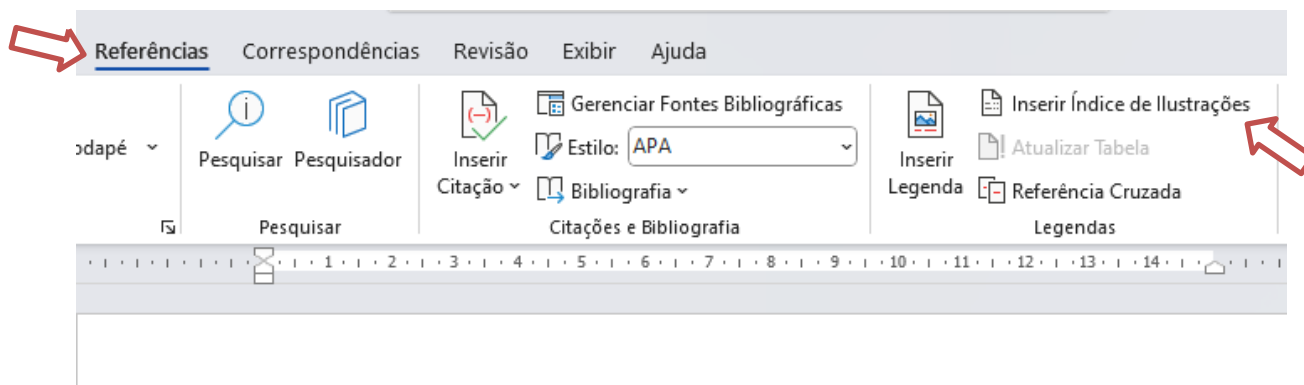 Referências Correspondências Revisão Exibir Ajuda
odapé
Pesquisar Pesquisador
Pesquisar
Inserir Citação
Gerenciar Fontes Bibliográficas
Estilo: APA
Bibliografia
Citações e Bibliografia
Inserir Legenda
Inserir Índice de Ilustrações
Atualizar Tabela
Referência Cruzada
Legendas
1 2 3 4 5 6 7 8 9 10 11 12 13 14